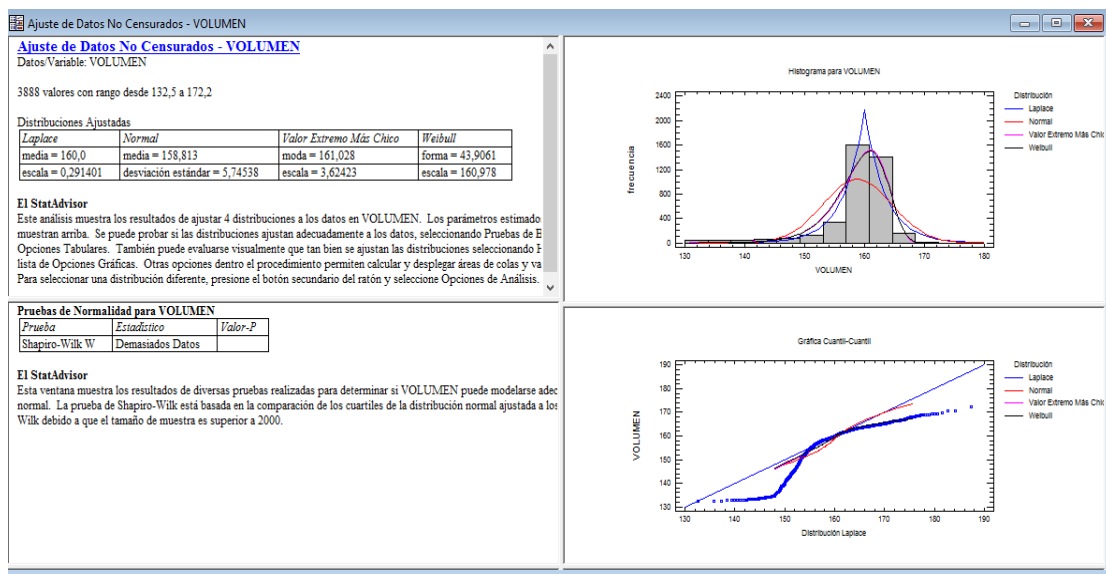 Ajuste de Datos No Censurados - VOLUMEN
Ajuste de Datos No Censurados - VOLUMEN
Datos/Variable: VOLUMEN
3888 valores con rango desde 132,5 a 172,2
Distribuciones Ajustadas
Laplace Normal Valor Extremo Más Chico Weibull
media = 160,0 media = 158,813 moda = 161,028 forma = 43,9061
escala = 0,291401 desviación estándar = 5,74538 escala = 3,62423 escala = 160,978
El StatAdvisor
Este análisis muestra los resultados de ajustar 4 distribuciones a los datos en VOLUMEN. Los parámetros estimado
muestran arriba. Se puede probar si las distribuciones ajustan adecuadamente a los datos, seleccionando Pruebas de B
Opciones Tabulares. También puede evaluarse visualmente que tan bien se ajustan las distribuciones seleccionando
lista de Opciones Gráficas. Otras opciones dentro el procedimiento permiten calcular y desplegar áreas de colas y va
Para seleccionar una distribución diferente, presione el botón secundario del ratón y seleccione Opciones de Análisis.
Histograma para VOLUMEN
frecuencia
2400
2000
1600
1200
800
400
0
130 140 150 160 170 180
VOLUMEN
Distribución
Laplace
Normal
Valor Extremo Más Chic
Weibull
Pruebas de Normalidad para VOLUMEN
Prueba Estadístico Valor-P
Shapiro-Wilk W Demasiados Datos
El StatAdvisor
Esta ventana muestra los resultados de diversas pruebas realizadas para determinar si VOLUMEN puede modelarse adec
normal. La prueba de Shapiro-Wilk está basada en la comparación de los cuartiles de la distribución normal ajustada a los
Wilk debido a que el tamaño de muestra es superior a 2000.
Gráfica Cuantil-Cuantil
VOLUMEN
190
180
170
160
150
140
130
130 140 150 160 170 180 190
Distribución Laplace
Distribución
Laplace
Normal
Valor Extremo Más Chic
Weibull